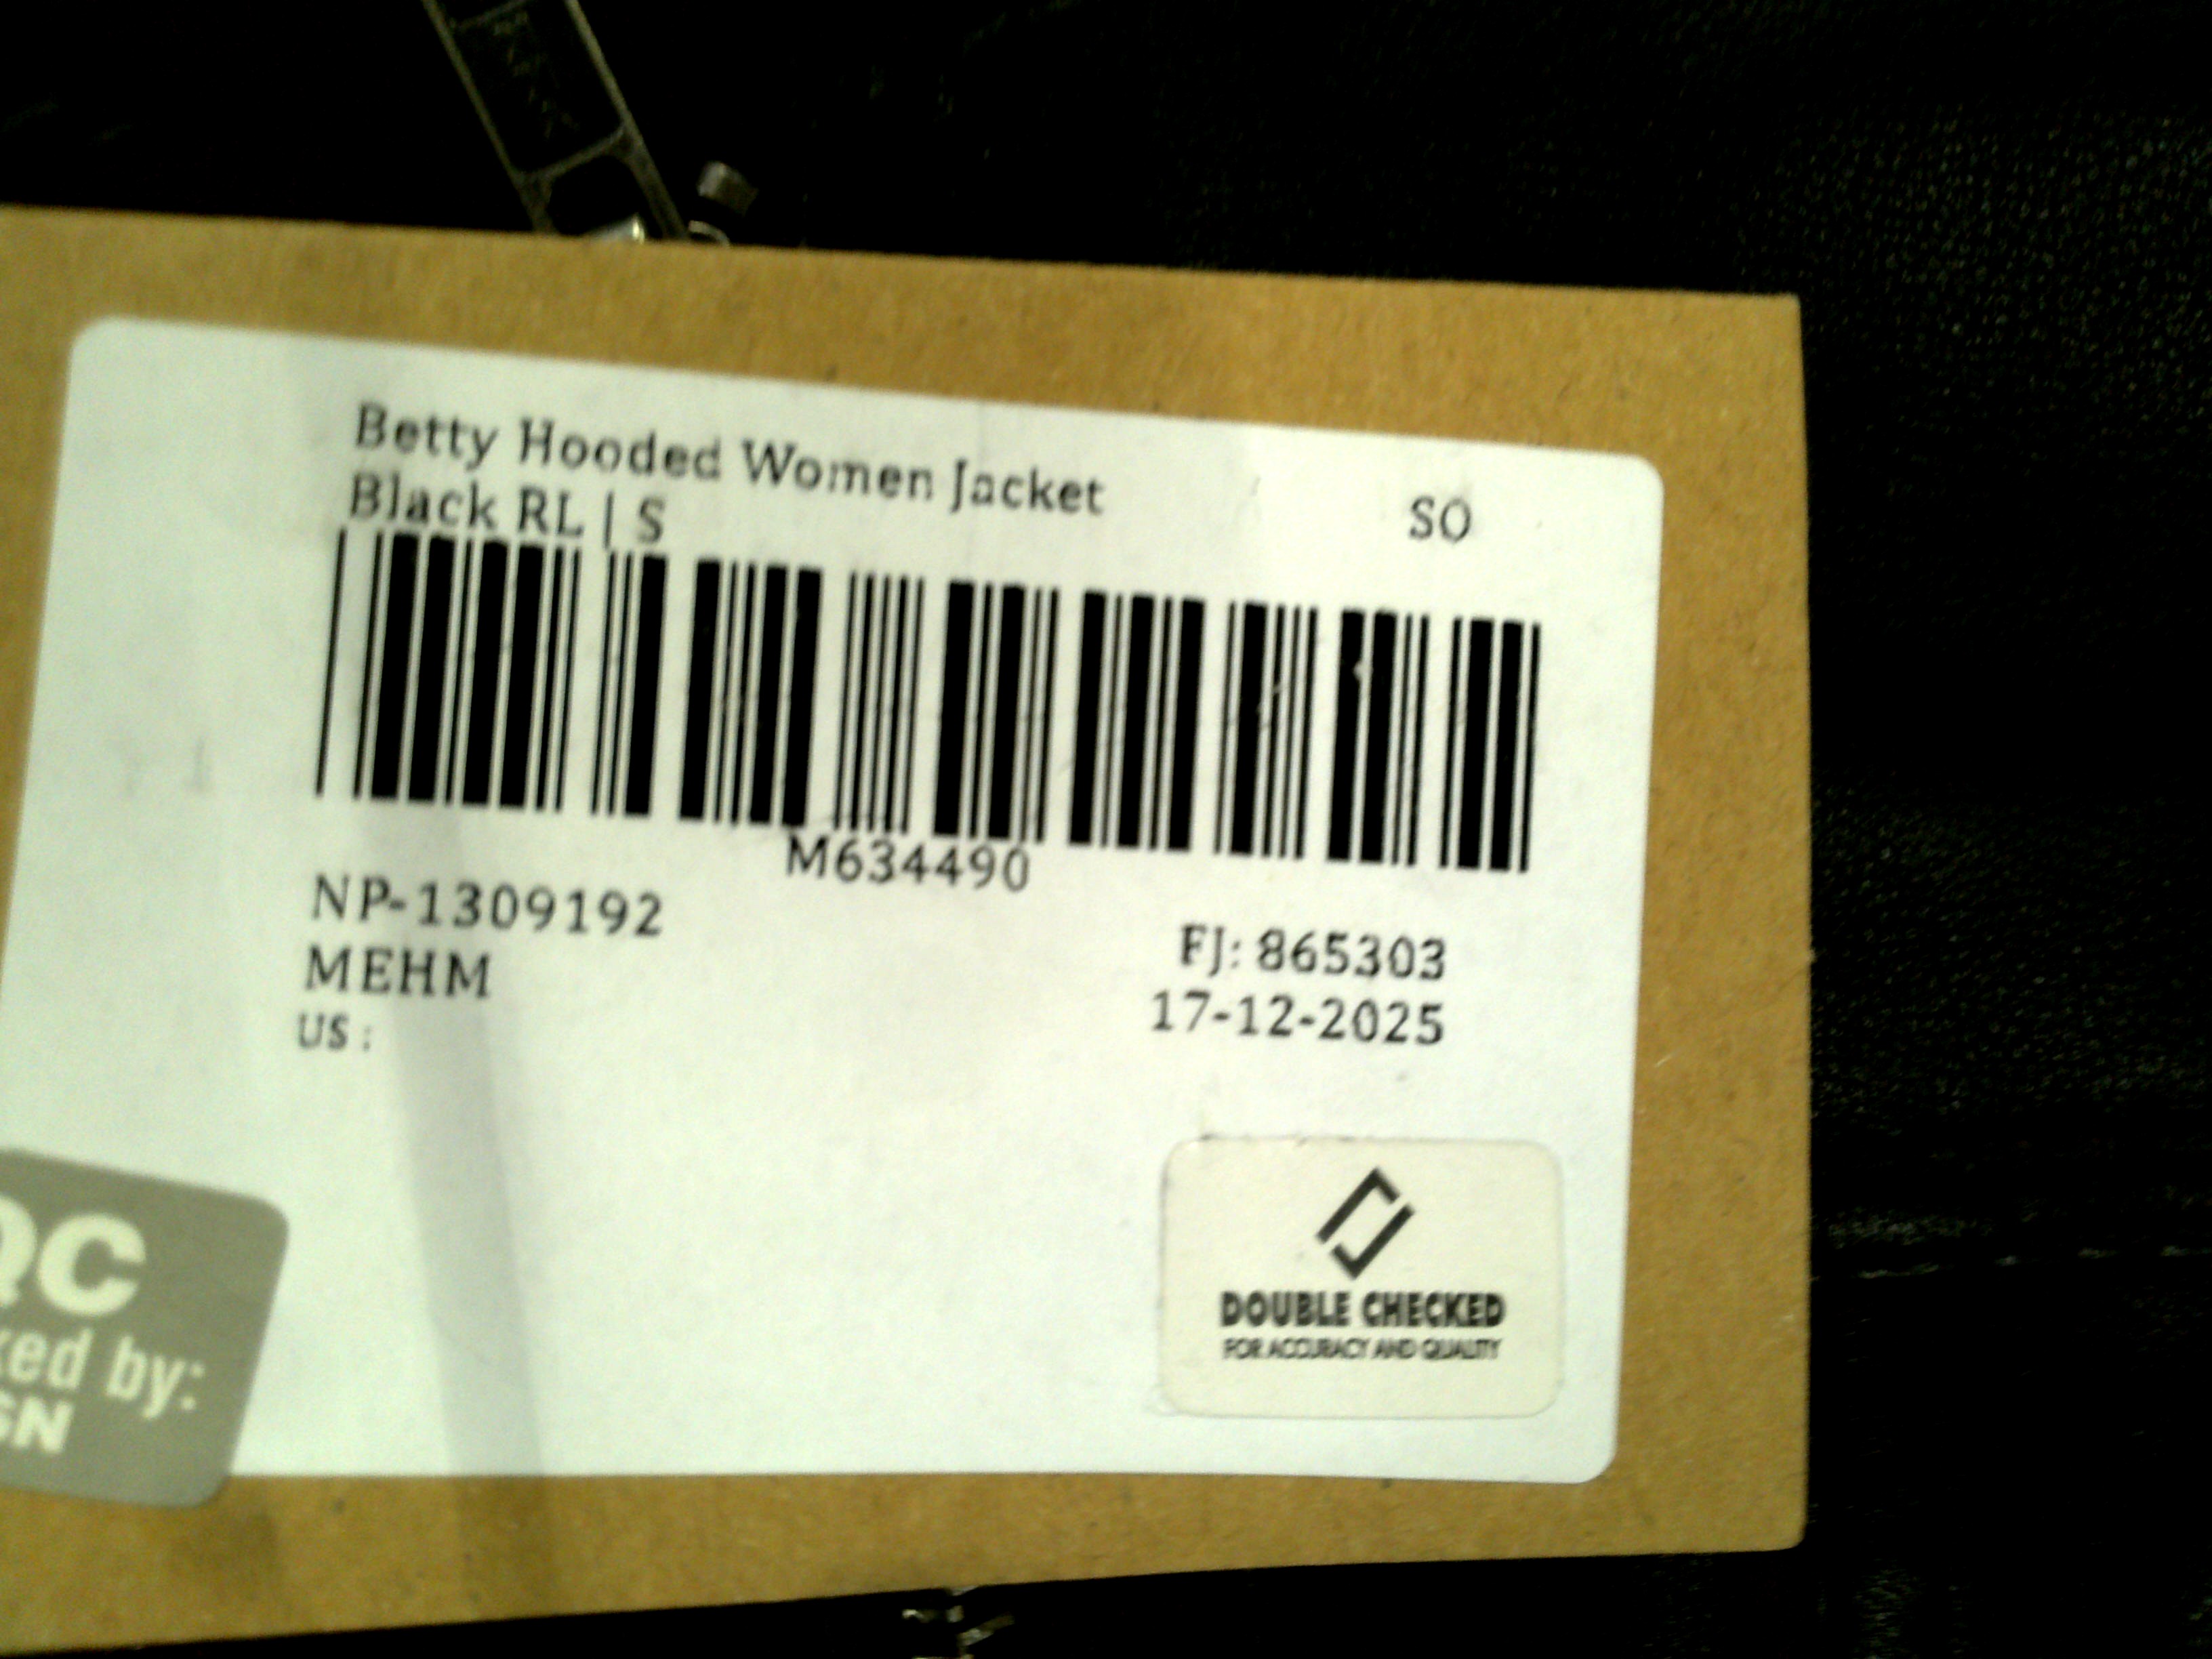 Betty Hooded Women Jacket
Black RL | S
SO
M634490
NP-1309192
MEHM
US :
FJ: 865303
17-12-2025
QC
ked by:
SN
DOUBLE CHECKED
FOR ACCURACY AND QUALITY